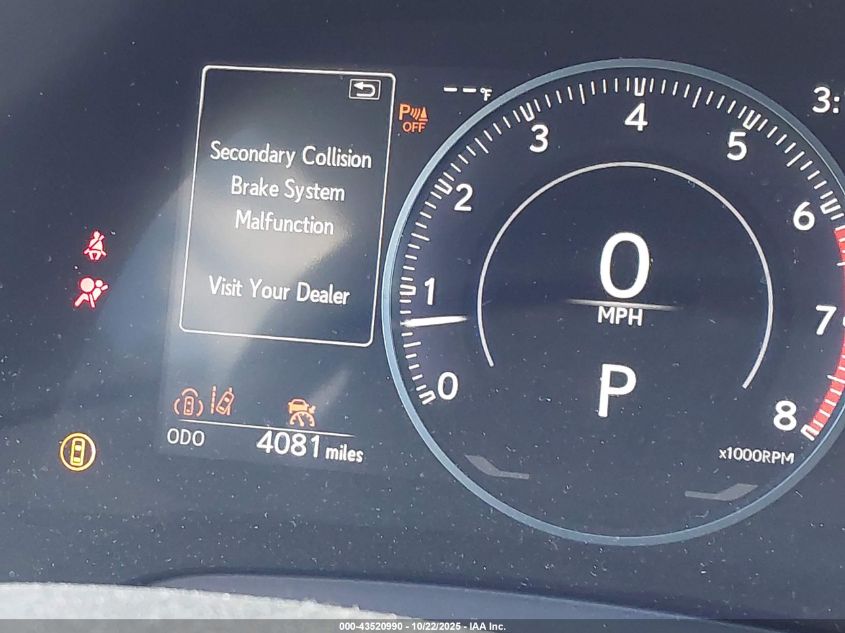 Secondary Collision
Brake System
Malfunction
Visit Your Dealer
--°F
P
OFF
3:
0
1
2
3
4
5
6
7
8
0
MPH
P
x1000RPM
ODO 4081 miles
000-43520990 - 10/22/2025 - IAA Inc.